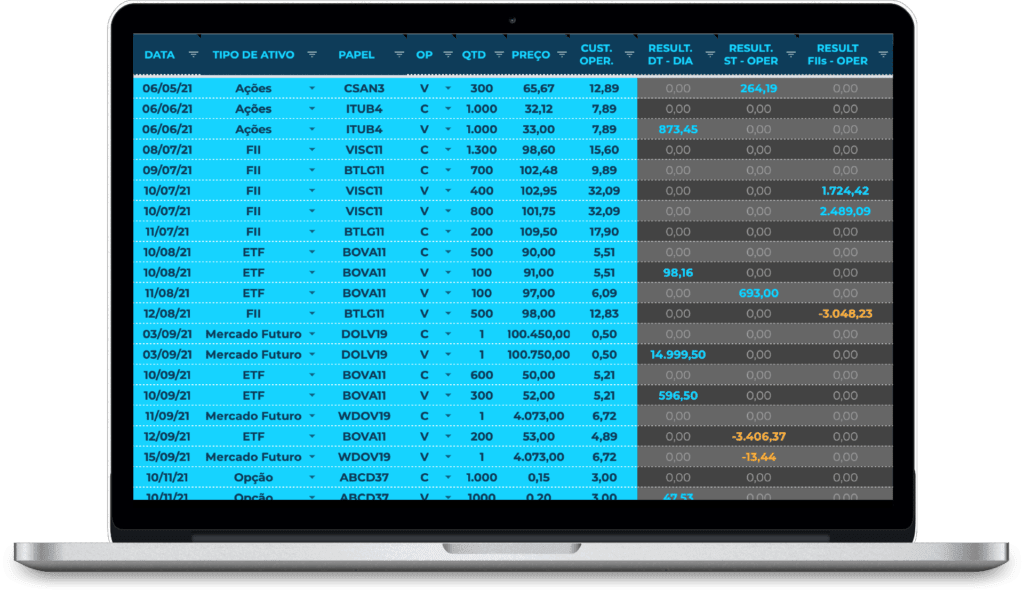 DATA TIPO DE ATIVO PAPEL OP QTD PREÇO CUST. OPER. RESULT. DT - DIA RESULT. ST - OPER RESULT FIIs - OPER
06/05/21 Ações CSAN3 V 300 65,67 12,89 0,00 264,19 0,00
06/06/21 Ações ITUB4 C 1.000 32,12 7,89 0,00 0,00 0,00
06/06/21 Ações ITUB4 V 1.000 33,00 7,89 873,45 0,00 0,00
08/07/21 FII VISC11 C 1.300 98,60 15,60 0,00 0,00 0,00
09/07/21 FII BTLG11 C 700 102,48 9,89 0,00 0,00 0,00
10/07/21 FII VISC11 V 400 102,95 32,09 0,00 0,00 1.724,42
10/07/21 FII VISC11 V 800 101,75 32,09 0,00 0,00 2.489,09
11/07/21 FII BTLG11 C 200 109,50 17,90 0,00 0,00 0,00
10/08/21 ETF BOVA11 C 500 90,00 5,51 0,00 0,00 0,00
10/08/21 ETF BOVA11 V 100 91,00 5,51 98,16 0,00 0,00
11/08/21 ETF BOVA11 V 100 97,00 6,09 0,00 693,00 0,00
12/08/21 FII BTLG11 V 500 98,00 12,83 0,00 0,00 -3.048,23
03/09/21 Mercado Futuro DOLV19 C 1 100.450,00 0,50 0,00 0,00 0,00
03/09/21 Mercado Futuro DOLV19 V 1 100.750,00 0,50 14.999,50 0,00 0,00
10/09/21 ETF BOVA11 C 600 50,00 5,21 0,00 0,00 0,00
10/09/21 ETF BOVA11 V 300 52,00 5,21 596,50 0,00 0,00
11/09/21 Mercado Futuro WDOV19 C 1 4.073,00 6,72 0,00 0,00 0,00
12/09/21 ETF BOVA11 V 200 53,00 4,89 0,00 -3.406,37 0,00
15/09/21 Mercado Futuro WDOV19 V 1 4.073,00 6,72 0,00 -13,44 0,00
10/11/21 Opção ABCD37 C 1.000 0,15 3,00 0,00 0,00 0,00
10/11/21 Opção ABCD37 V 1000 0,20 3,00 47,53 0,00 0,00